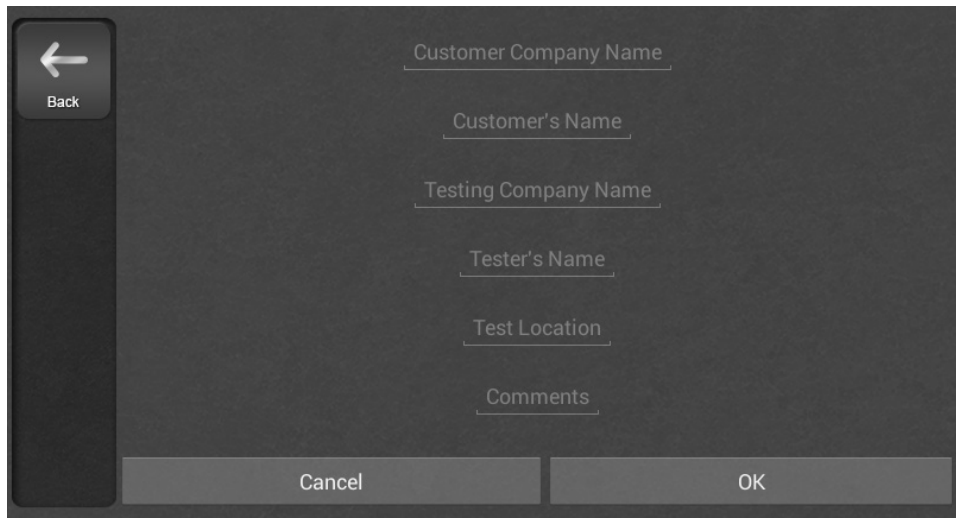 Back
Customer Company Name
Customer's Name
Testing Company Name
Tester's Name
Test Location
Comments
Cancel
OK